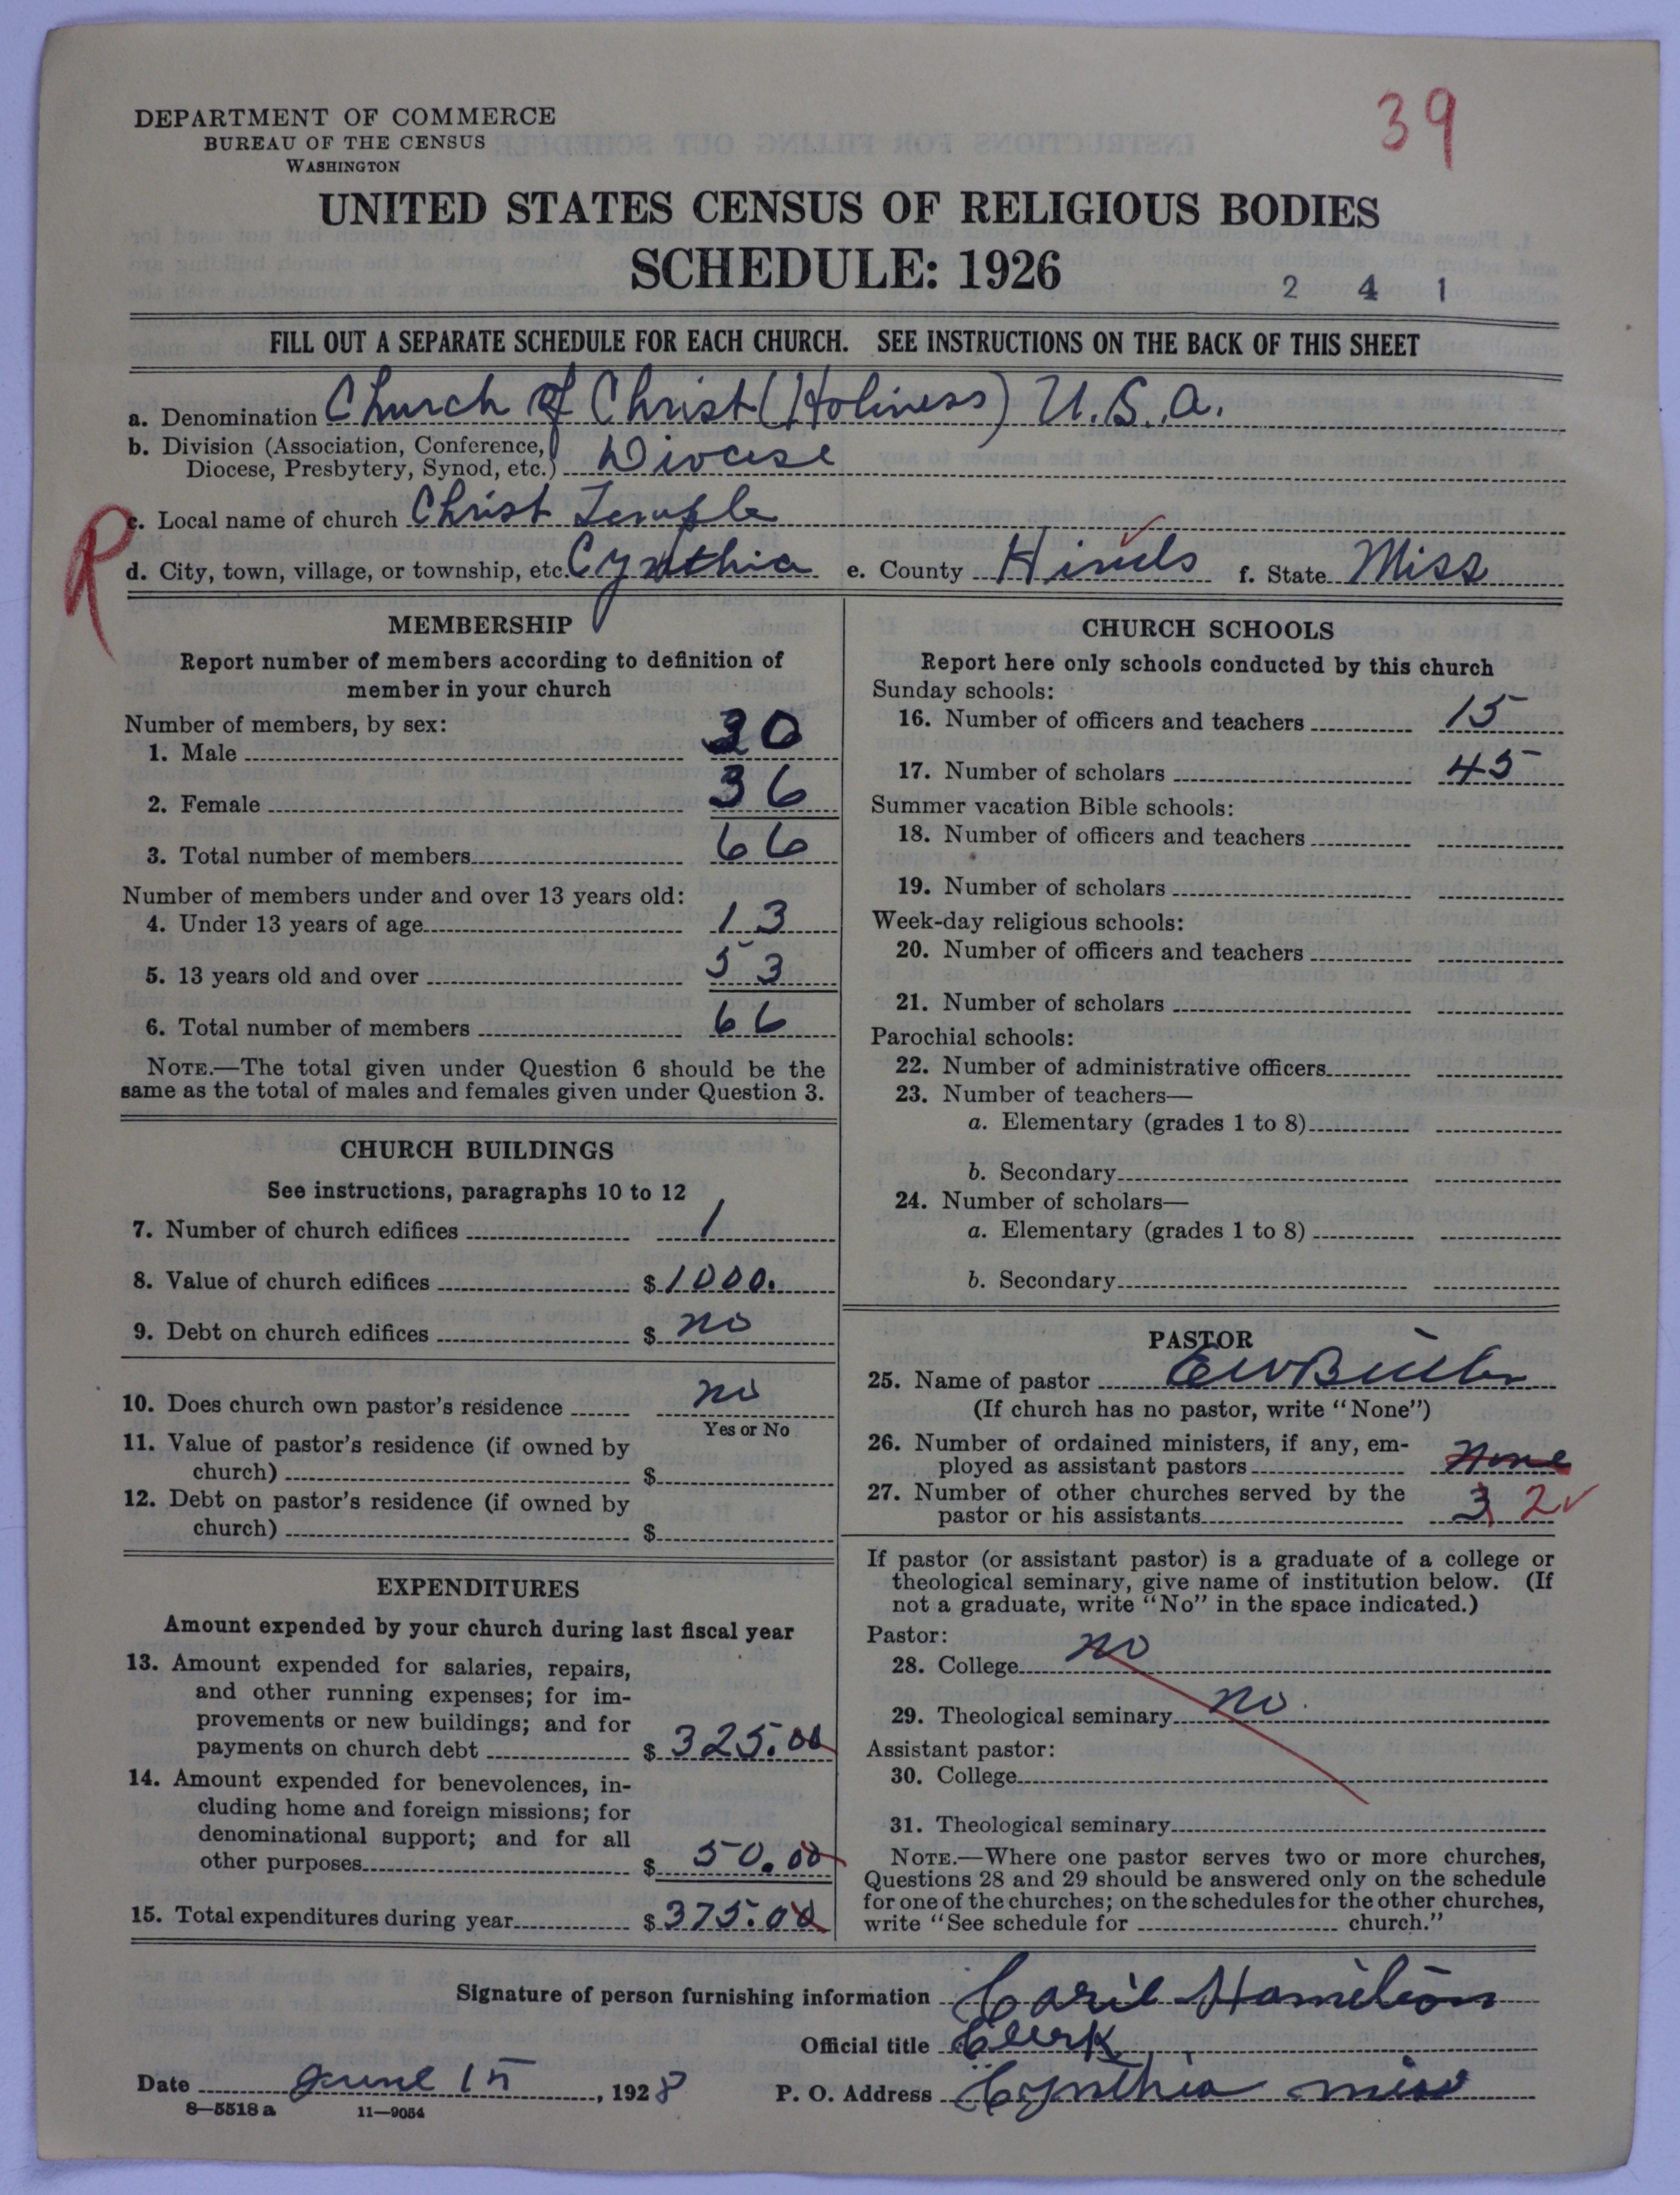 39
DEPARTMENT OF COMMERCE
BUREAU OF THE CENSUS
WASHINGTON
UNITED STATES CENSUS OF RELIGIOUS BODIES
SCHEDULE: 1926
2 4 1
FILL OUT A SEPARATE SCHEDULE FOR EACH CHURCH. SEE INSTRUCTIONS ON THE BACK OF THIS SHEET
a. Denomination Church of Christ (Holiness) U.S.A.
b. Division (Association, Conference,
Diocese, Presbytery, Synod, etc.) Diocese
R
c. Local name of church Christ Temple
d. City, town, village, or township, etc. Cynthia e. County Hinds f. State Miss
MEMBERSHIP
Report number of members according to definition of
member in your church
Number of members, by sex:
1. Male 30
2. Female 36
3. Total number of members 66
Number of members under and over 13 years old:
4. Under 13 years of age 13
5. 13 years old and over 53
6. Total number of members 66
NOTE.—The total given under Question 6 should be the
same as the total of males and females given under Question 3.
CHURCH BUILDINGS
See instructions, paragraphs 10 to 12
7. Number of church edifices 1
8. Value of church edifices $ 1000.
9. Debt on church edifices $ no
10. Does church own pastor's residence no
Yes or No
11. Value of pastor's residence (if owned by
church) $
12. Debt on pastor's residence (if owned by
church) $
EXPENDITURES
Amount expended by your church during last fiscal year
13. Amount expended for salaries, repairs,
and other running expenses; for im-
provements or new buildings; and for
payments on church debt $ 325.00
14. Amount expended for benevolences, in-
cluding home and foreign missions; for
denominational support; and for all
other purposes $ 50.00
15. Total expenditures during year $ 375.00
CHURCH SCHOOLS
Report here only schools conducted by this church
Sunday schools:
16. Number of officers and teachers 15
17. Number of scholars 45
Summer vacation Bible schools:
18. Number of officers and teachers
19. Number of scholars
Week-day religious schools:
20. Number of officers and teachers
21. Number of scholars
Parochial schools:
22. Number of administrative officers
23. Number of teachers—
a. Elementary (grades 1 to 8)
b. Secondary
24. Number of scholars—
a. Elementary (grades 1 to 8)
b. Secondary
PASTOR
25. Name of pastor E W
(If church has no pastor, write "None")
26. Number of ordained ministers, if any, em-
ployed as assistant pastors None
27. Number of other churches served by the
pastor or his assistants 3 2
If pastor (or assistant pastor) is a graduate of a college or
theological seminary, give name of institution below. (If
not a graduate, write "No" in the space indicated.)
Pastor:
28. College no
29. Theological seminary no.
Assistant pastor:
30. College
31. Theological seminary
NOTE.—Where one pastor serves two or more churches,
Questions 28 and 29 should be answered only on the schedule
for one of the churches; on the schedules for the other churches,
write "See schedule for church."
Signature of person furnishing information Hamilton
Official title Clerk
Date June 15, 1928
P. O. Address Cynthia miss
8—5518 a 11—9054